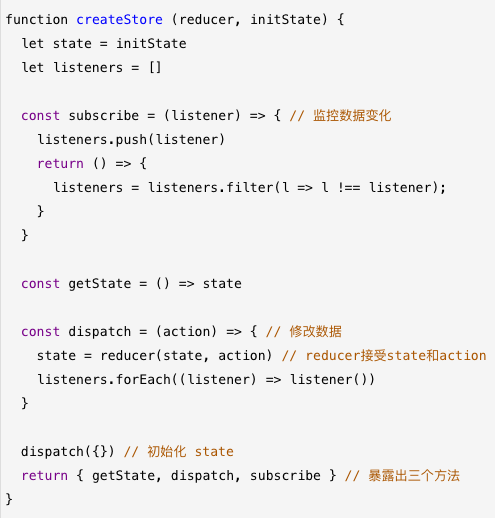 function createStore (reducer, initState) {
  let state = initState
  let listeners = []

  const subscribe = (listener) => { // 监控数据变化
    listeners.push(listener)
    return () => {
      listeners = listeners.filter(l => l !== listener);
    }
  }

  const getState = () => state

  const dispatch = (action) => { // 修改数据
    state = reducer(state, action) // reducer接受state和action
    listeners.forEach((listener) => listener())
  }

  dispatch({}) // 初始化 state
  return { getState, dispatch, subscribe } // 暴露出三个方法
}